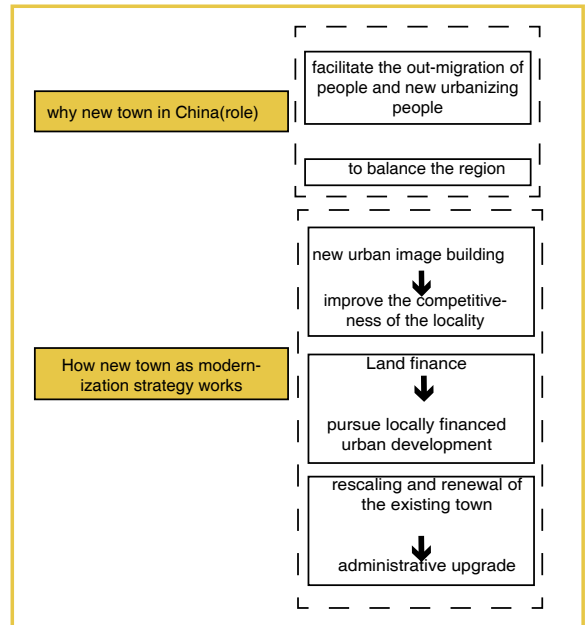 why new town in China(role)
facilitate the out-migration of
people and new urbanizing
people
to balance the region
How new town as modern-
ization strategy works
new urban image building
improve the competitive-
ness of the locality
Land finance
pursue locally financed
urban development
rescaling and renewal of
the existing town
administrative upgrade